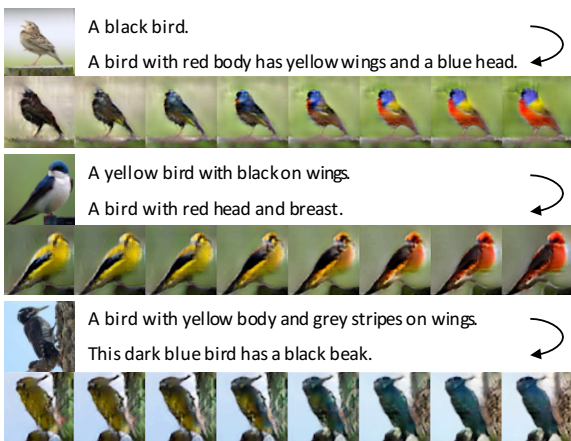 A black bird.
A bird with red body has yellow wings and a blue head.
A yellow bird with black on wings.
A bird with red head and breast.
A bird with yellow body and grey stripes on wings.
This dark blue bird has a black beak.